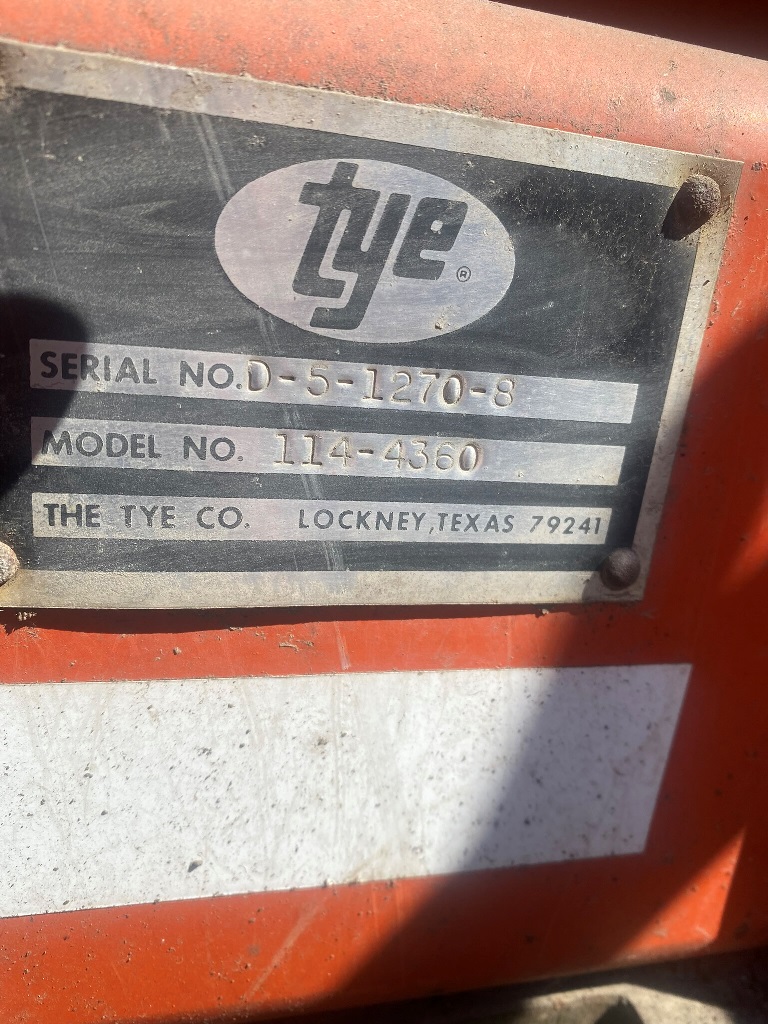 tye ®
SERIAL NO. D-5-1270-8
MODEL NO. 114-4360
THE TYE CO. LOCKNEY, TEXAS 79241